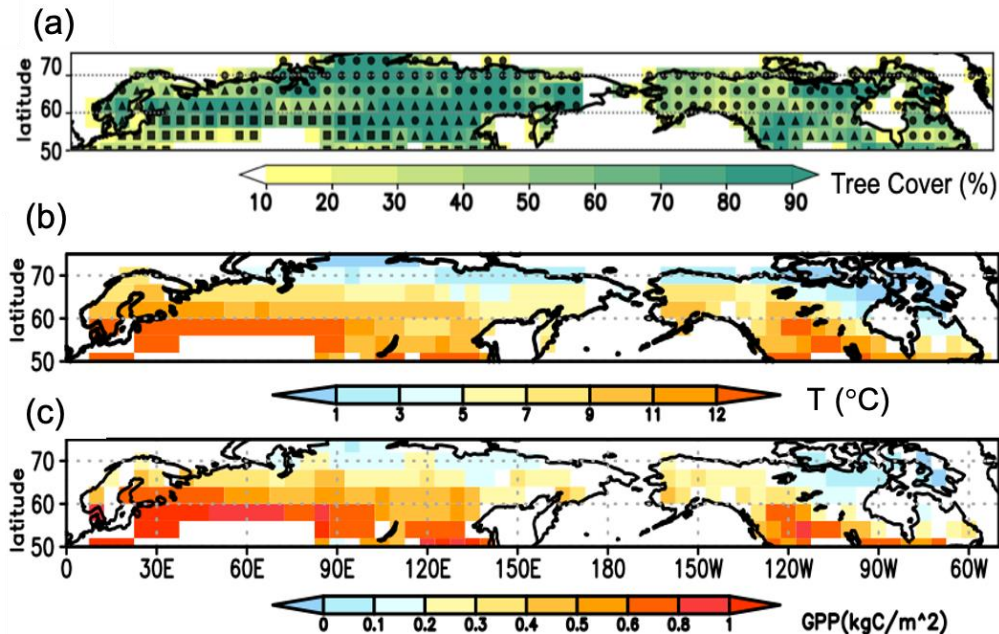 (a)
latitude
70
60
50
10 20 30 40 50 60 70 80 90
Tree Cover (%)
(b)
latitude
70
60
50
1 3 5 7 9 11 12
T (°C)
(c)
latitude
70
60
50
0 30E 60E 90E 120E 150E 180 150W 120W 90W 60W
0 0.1 0.2 0.3 0.4 0.5 0.6 0.8 1
GPP(kgC/m^2)